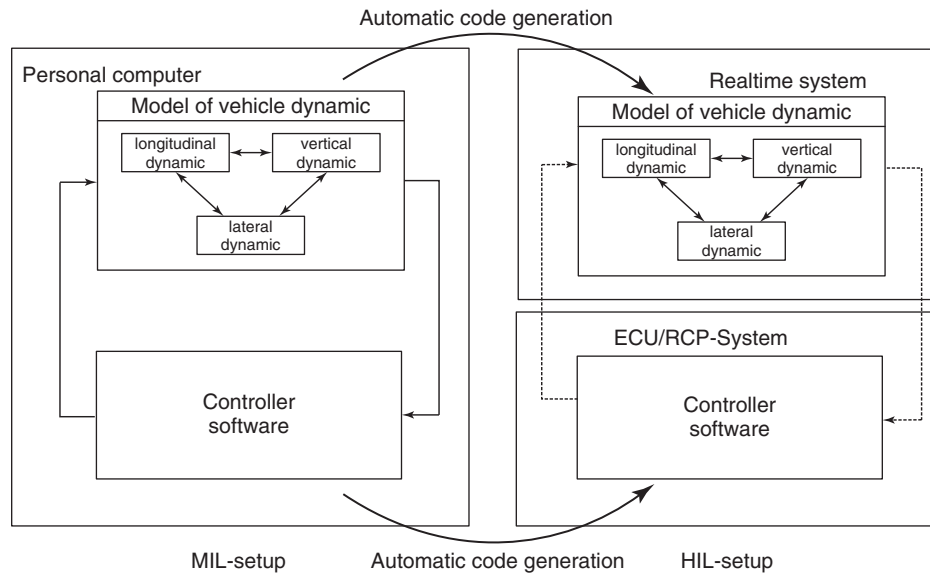 Automatic code generation
Personal computer
Model of vehicle dynamic
longitudinal
dynamic
vertical
dynamic
lateral
dynamic
Controller
software
MIL-setup
Realtime system
Model of vehicle dynamic
longitudinal
dynamic
vertical
dynamic
lateral
dynamic
ECU/RCP-System
Controller
software
Automatic code generation
HIL-setup